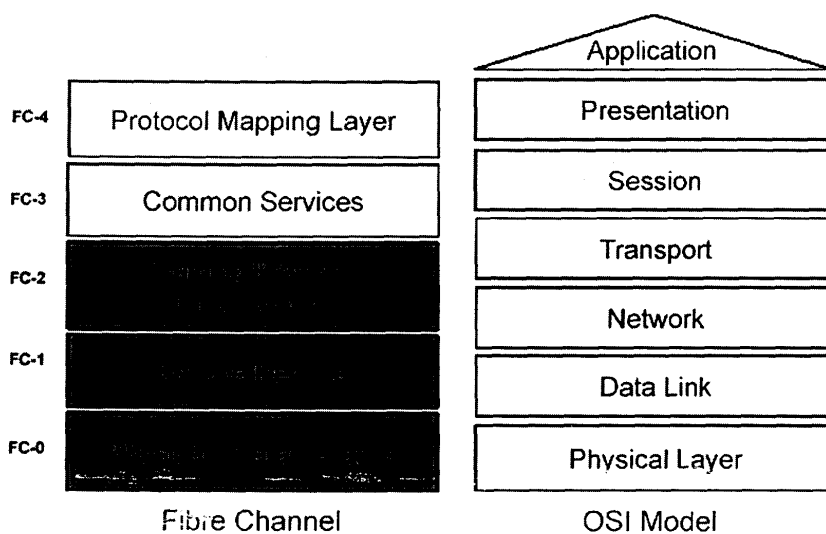 Application
FC-4
Protocol Mapping Layer
Presentation
FC-3
Common Services
Session
FC-2
Transport
Network
FC-1
Data Link
FC-0
Physical Layer
Fibre Channel
OSI Model